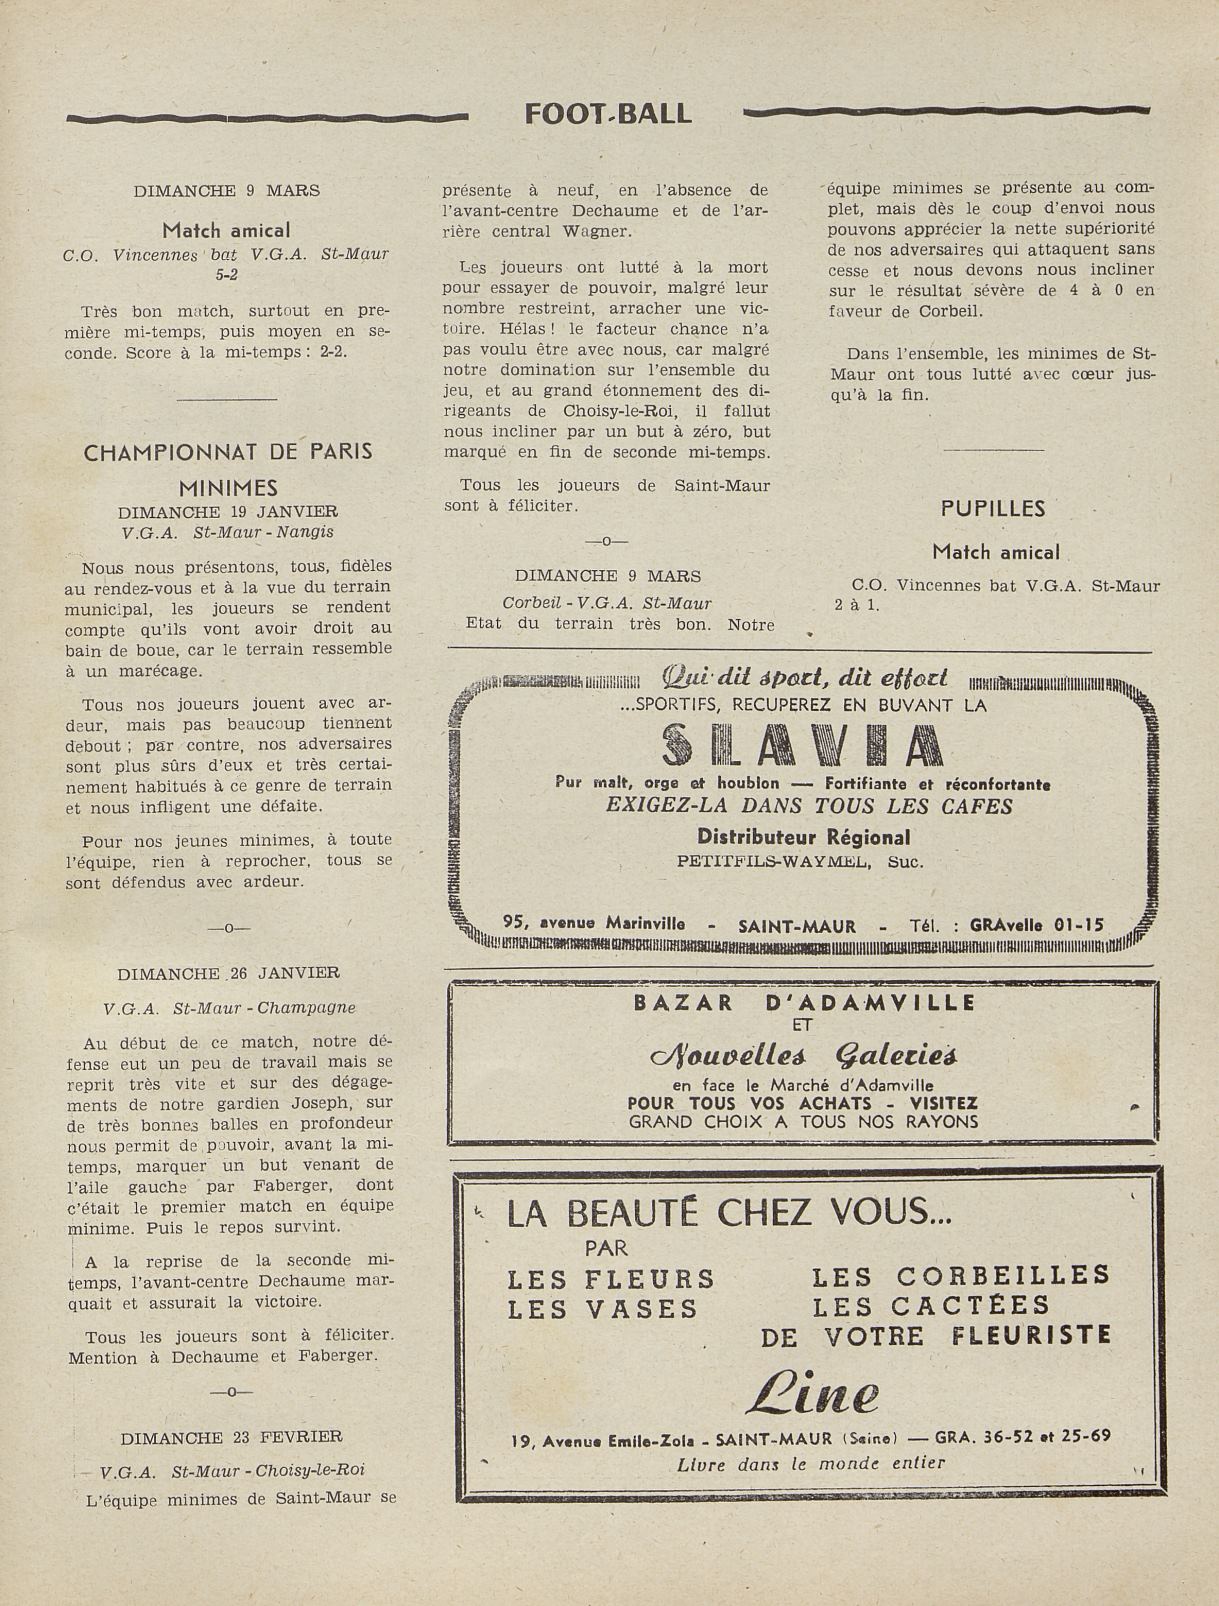 FOOT-BALL
DIMANCHE 9 MARS
Match amical
C.O. Vincennes bat V.G.A. St-Maur
5-2
Très bon match, surtout en pre-
mière mi-temps, puis moyen en se-
conde. Score à la mi-temps : 2-2.
CHAMPIONNAT DE PARIS
MINIMES
DIMANCHE 19 JANVIER
V.G.A. St-Maur - Nangis
Nous nous présentons, tous, fidèles
au rendez-vous et à la vue du terrain
municipal, les joueurs se rendent
compte qu'ils vont avoir droit au
bain de boue, car le terrain ressemble
à un marécage.
Tous nos joueurs jouent avec ar-
deur, mais pas beaucoup tiennent
debout ; par contre, nos adversaires
sont plus sûrs d'eux et très certai-
nement habitués à ce genre de terrain
et nous infligent une défaite.
Pour nos jeunes minimes, à toute
l'équipe, rien à reprocher, tous se
sont défendus avec ardeur.
—o—
DIMANCHE 26 JANVIER
V.G.A. St-Maur - Champagne
Au début de ce match, notre dé-
fense eut un peu de travail mais se
reprit très vite et sur des dégage-
ments de notre gardien Joseph, sur
de très bonnes balles en profondeur
nous permit de pouvoir, avant la mi-
temps, marquer un but venant de
l'aile gauche par Faberger, dont
c'était le premier match en équipe
minime. Puis le repos survint.
A la reprise de la seconde mi-
temps, l'avant-centre Dechaume mar-
quait et assurait la victoire.
Tous les joueurs sont à féliciter.
Mention à Dechaume et Faberger.
—o—
DIMANCHE 23 FEVRIER
V.G.A. St-Maur - Choisy-le-Roi
L'équipe minimes de Saint-Maur se
présente à neuf, en l'absence de
l'avant-centre Dechaume et de l'ar-
rière central Wagner.
Les joueurs ont lutté à la mort
pour essayer de pouvoir, malgré leur
nombre restreint, arracher une vic-
toire. Hélas ! le facteur chance n'a
pas voulu être avec nous, car malgré
notre domination sur l'ensemble du
jeu, et au grand étonnement des di-
rigeants de Choisy-le-Roi, il fallut
nous incliner par un but à zéro, but
marqué en fin de seconde mi-temps.
Tous les joueurs de Saint-Maur
sont à féliciter.
—o—
DIMANCHE 9 MARS
Corbeil - V.G.A. St-Maur
Etat du terrain très bon. Notre
équipe minimes se présente au com-
plet, mais dès le coup d'envoi nous
pouvons apprécier la nette supériorité
de nos adversaires qui attaquent sans
cesse et nous devons nous incliner
sur le résultat sévère de 4 à 0 en
faveur de Corbeil.
Dans l'ensemble, les minimes de St-
Maur ont tous lutté avec cœur jus-
qu'à la fin.
PUPILLES
Match amical
C.O. Vincennes bat V.G.A. St-Maur
2 à 1.
Qui dit sport, dit effort
...SPORTIFS, RECUPEREZ EN BUVANT LA
SLAVIA
Pur malt, orge et houblon — Fortifiante et réconfortante
EXIGEZ-LA DANS TOUS LES CAFES
Distributeur Régional
PETITFILS-WAYMEL, Suc.
95, avenue Marinville - SAINT-MAUR - Tél. : GRAvelle 01-15
BAZAR D'ADAMVILLE
ET
Nouvelles Galeries
en face le Marché d'Adamville
POUR TOUS VOS ACHATS - VISITEZ
GRAND CHOIX A TOUS NOS RAYONS
LA BEAUTÉ CHEZ VOUS...
PAR
LES FLEURS LES CORBEILLES
LES VASES LES CACTÉES
DE VOTRE FLEURISTE
Line
19, Avenue Emile-Zola - SAINT-MAUR (Seine) — GRA. 36-52 et 25-69
Livre dans le monde entier